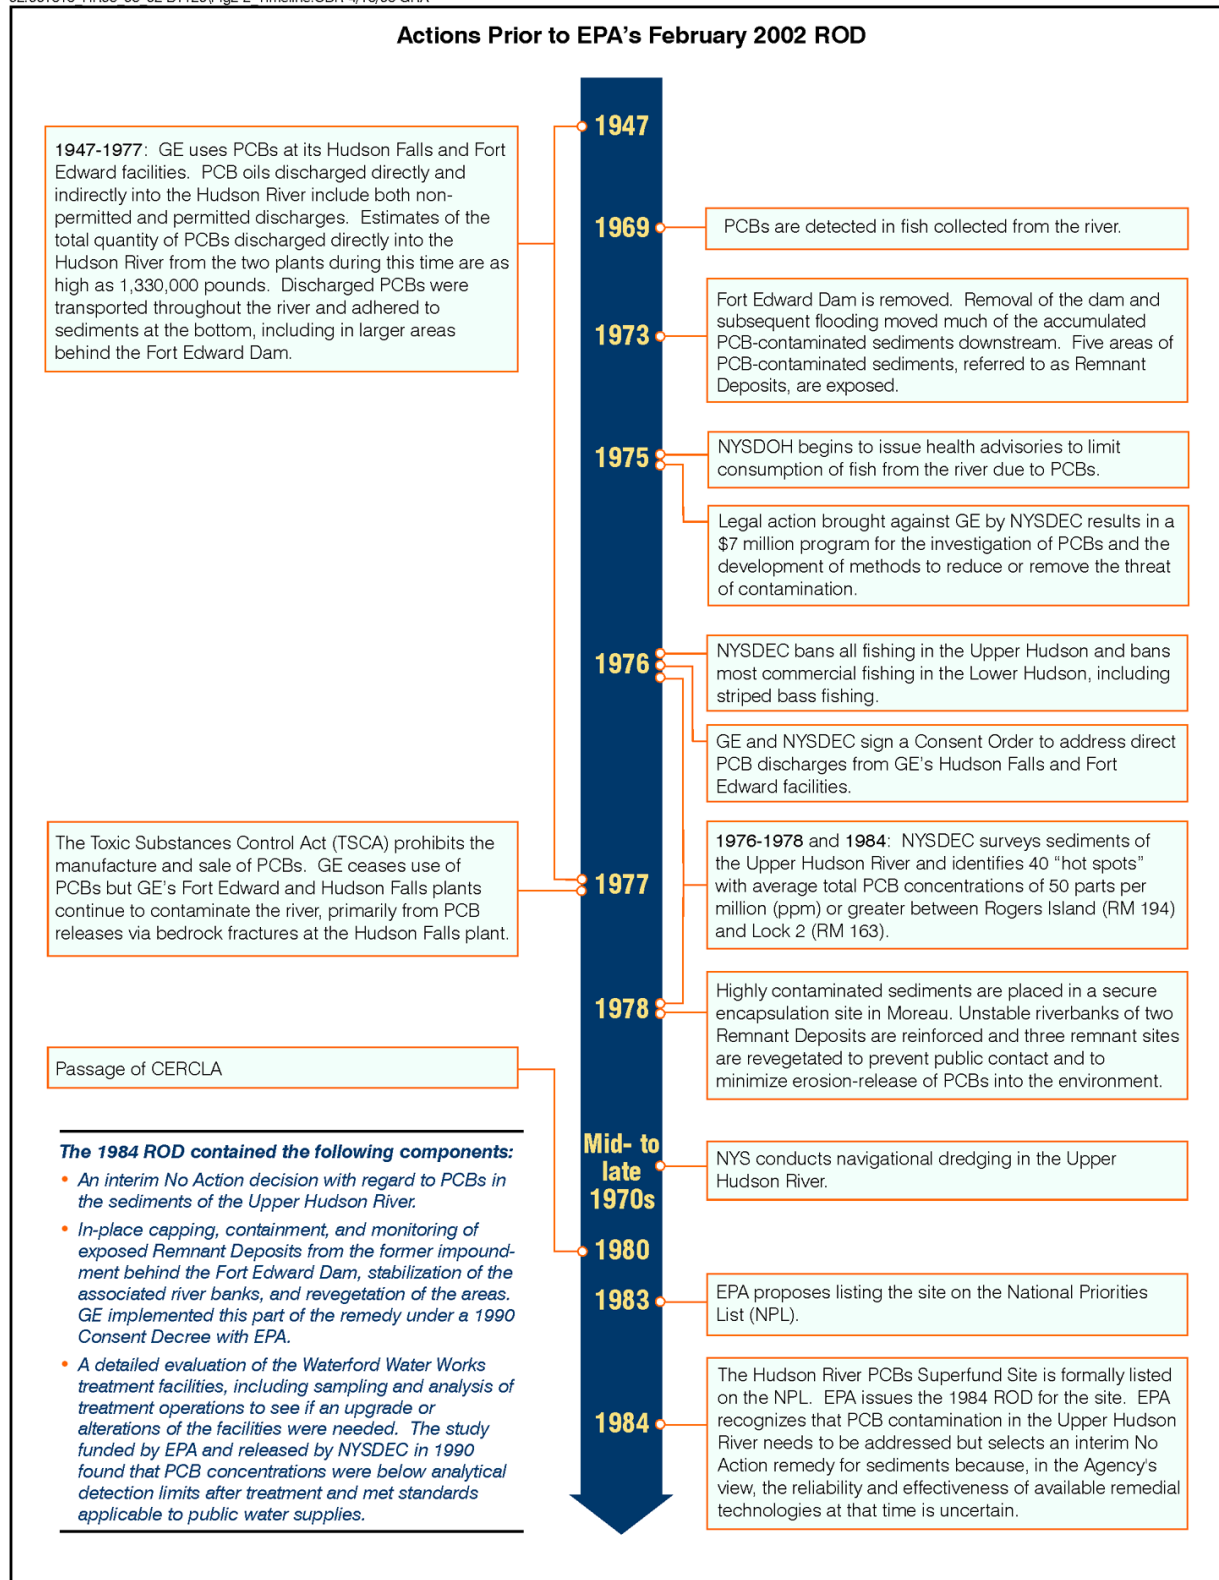 Actions Prior to EPA's February 2002 ROD
1947
1947-1977: GE uses PCBs at its Hudson Falls and Fort
Edward facilities. PCB oils discharged directly and
indirectly into the Hudson River include both non-
permitted and permitted discharges. Estimates of the
total quantity of PCBs discharged directly into the
Hudson River from the two plants during this time are as
high as 1,330,000 pounds. Discharged PCBs were
transported throughout the river and adhered to
sediments at the bottom, including in larger areas
behind the Fort Edward Dam.
1969
PCBs are detected in fish collected from the river.
1973
Fort Edward Dam is removed. Removal of the dam and
subsequent flooding moved much of the accumulated
PCB-contaminated sediments downstream. Five areas of
PCB-contaminated sediments, referred to as Remnant
Deposits, are exposed.
1975
NYSDOH begins to issue health advisories to limit
consumption of fish from the river due to PCBs.
Legal action brought against GE by NYSDEC results in a
$7 million program for the investigation of PCBs and the
development of methods to reduce or remove the threat
of contamination.
1976
NYSDEC bans all fishing in the Upper Hudson and bans
most commercial fishing in the Lower Hudson, including
striped bass fishing.
GE and NYSDEC sign a Consent Order to address direct
PCB discharges from GE's Hudson Falls and Fort
Edward facilities.
1976-1978 and 1984: NYSDEC surveys sediments of
the Upper Hudson River and identifies 40 “hot spots”
with average total PCB concentrations of 50 parts per
million (ppm) or greater between Rogers Island (RM 194)
and Lock 2 (RM 163).
The Toxic Substances Control Act (TSCA) prohibits the
manufacture and sale of PCBs. GE ceases use of
PCBs but GE's Fort Edward and Hudson Falls plants
continue to contaminate the river, primarily from PCB
releases via bedrock fractures at the Hudson Falls plant.
1977
1978
Highly contaminated sediments are placed in a secure
encapsulation site in Moreau. Unstable riverbanks of two
Remnant Deposits are reinforced and three remnant sites
are revegetated to prevent public contact and to
minimize erosion-release of PCBs into the environment.
Passage of CERCLA
Mid- to
late
1970s
NYS conducts navigational dredging in the Upper
Hudson River.
1980
1983
EPA proposes listing the site on the National Priorities
List (NPL).
1984
The Hudson River PCBs Superfund Site is formally listed
on the NPL. EPA issues the 1984 ROD for the site. EPA
recognizes that PCB contamination in the Upper Hudson
River needs to be addressed but selects an interim No
Action remedy for sediments because, in the Agency's
view, the reliability and effectiveness of available remedial
technologies at that time is uncertain.
The 1984 ROD contained the following components:
• An interim No Action decision with regard to PCBs in
the sediments of the Upper Hudson River.
• In-place capping, containment, and monitoring of
exposed Remnant Deposits from the former impound-
ment behind the Fort Edward Dam, stabilization of the
associated river banks, and revegetation of the areas.
GE implemented this part of the remedy under a 1990
Consent Decree with EPA.
• A detailed evaluation of the Waterford Water Works
treatment facilities, including sampling and analysis of
treatment operations to see if an upgrade or
alterations of the facilities were needed. The study
funded by EPA and released by NYSDEC in 1990
found that PCB concentrations were below analytical
detection limits after treatment and met standards
applicable to public water supplies.